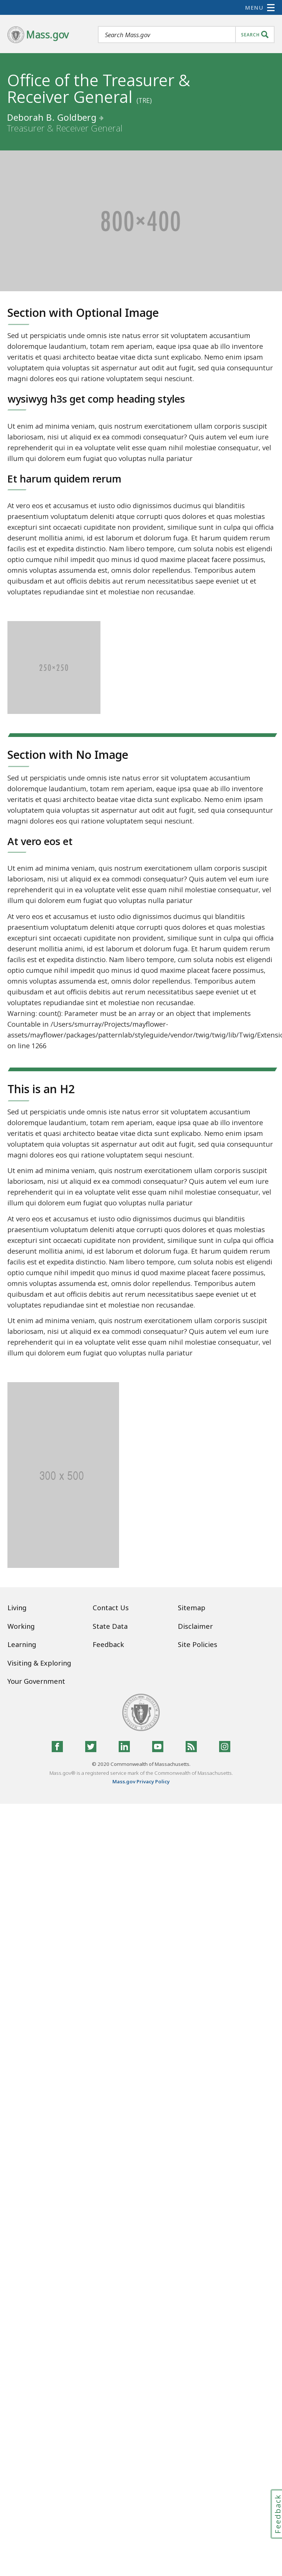 MENU
Mass.gov
Search Mass.gov
SEARCH
Office of the Treasurer &
Receiver General (TRE)
Deborah B. Goldberg
Treasurer & Receiver General
800×400
Section with Optional Image
Sed ut perspiciatis unde omnis iste natus error sit voluptatem accusantium
doloremque laudantium, totam rem aperiam, eaque ipsa quae ab illo inventore
veritatis et quasi architecto beatae vitae dicta sunt explicabo. Nemo enim ipsam
voluptatem quia voluptas sit aspernatur aut odit aut fugit, sed quia consequuntur
magni dolores eos qui ratione voluptatem sequi nesciunt.
wysiwyg h3s get comp heading styles
Ut enim ad minima veniam, quis nostrum exercitationem ullam corporis suscipit
laboriosam, nisi ut aliquid ex ea commodi consequatur? Quis autem vel eum iure
reprehenderit qui in ea voluptate velit esse quam nihil molestiae consequatur, vel
illum qui dolorem eum fugiat quo voluptas nulla pariatur
Et harum quidem rerum
At vero eos et accusamus et iusto odio dignissimos ducimus qui blanditiis
praesentium voluptatum deleniti atque corrupti quos dolores et quas molestias
excepturi sint occaecati cupiditate non provident, similique sunt in culpa qui officia
deserunt mollitia animi, id est laborum et dolorum fuga. Et harum quidem rerum
facilis est et expedita distinctio. Nam libero tempore, cum soluta nobis est eligendi
optio cumque nihil impedit quo minus id quod maxime placeat facere possimus,
omnis voluptas assumenda est, omnis dolor repellendus. Temporibus autem
quibusdam et aut officiis debitis aut rerum necessitatibus saepe eveniet ut et
voluptates repudiandae sint et molestiae non recusandae.
250×250
Section with No Image
Sed ut perspiciatis unde omnis iste natus error sit voluptatem accusantium
doloremque laudantium, totam rem aperiam, eaque ipsa quae ab illo inventore
veritatis et quasi architecto beatae vitae dicta sunt explicabo. Nemo enim ipsam
voluptatem quia voluptas sit aspernatur aut odit aut fugit, sed quia consequuntur
magni dolores eos qui ratione voluptatem sequi nesciunt.
At vero eos et
Ut enim ad minima veniam, quis nostrum exercitationem ullam corporis suscipit
laboriosam, nisi ut aliquid ex ea commodi consequatur? Quis autem vel eum iure
reprehenderit qui in ea voluptate velit esse quam nihil molestiae consequatur, vel
illum qui dolorem eum fugiat quo voluptas nulla pariatur
At vero eos et accusamus et iusto odio dignissimos ducimus qui blanditiis
praesentium voluptatum deleniti atque corrupti quos dolores et quas molestias
excepturi sint occaecati cupiditate non provident, similique sunt in culpa qui officia
deserunt mollitia animi, id est laborum et dolorum fuga. Et harum quidem rerum
facilis est et expedita distinctio. Nam libero tempore, cum soluta nobis est eligendi
optio cumque nihil impedit quo minus id quod maxime placeat facere possimus,
omnis voluptas assumenda est, omnis dolor repellendus. Temporibus autem
quibusdam et aut officiis debitis aut rerum necessitatibus saepe eveniet ut et
voluptates repudiandae sint et molestiae non recusandae.
Warning: count(): Parameter must be an array or an object that implements
Countable in /Users/smurray/Projects/mayflower-
assets/mayflower/packages/patternlab/styleguide/vendor/twig/twig/lib/Twig/Extensic
on line 1266
This is an H2
Sed ut perspiciatis unde omnis iste natus error sit voluptatem accusantium
doloremque laudantium, totam rem aperiam, eaque ipsa quae ab illo inventore
veritatis et quasi architecto beatae vitae dicta sunt explicabo. Nemo enim ipsam
voluptatem quia voluptas sit aspernatur aut odit aut fugit, sed quia consequuntur
magni dolores eos qui ratione voluptatem sequi nesciunt.
Ut enim ad minima veniam, quis nostrum exercitationem ullam corporis suscipit
laboriosam, nisi ut aliquid ex ea commodi consequatur? Quis autem vel eum iure
reprehenderit qui in ea voluptate velit esse quam nihil molestiae consequatur, vel
illum qui dolorem eum fugiat quo voluptas nulla pariatur
At vero eos et accusamus et iusto odio dignissimos ducimus qui blanditiis
praesentium voluptatum deleniti atque corrupti quos dolores et quas molestias
excepturi sint occaecati cupiditate non provident, similique sunt in culpa qui officia
deserunt mollitia animi, id est laborum et dolorum fuga. Et harum quidem rerum
facilis est et expedita distinctio. Nam libero tempore, cum soluta nobis est eligendi
optio cumque nihil impedit quo minus id quod maxime placeat facere possimus,
omnis voluptas assumenda est, omnis dolor repellendus. Temporibus autem
quibusdam et aut officiis debitis aut rerum necessitatibus saepe eveniet ut et
voluptates repudiandae sint et molestiae non recusandae.
Ut enim ad minima veniam, quis nostrum exercitationem ullam corporis suscipit
laboriosam, nisi ut aliquid ex ea commodi consequatur? Quis autem vel eum iure
reprehenderit qui in ea voluptate velit esse quam nihil molestiae consequatur, vel
illum qui dolorem eum fugiat quo voluptas nulla pariatur
300 x 500
Living
Working
Learning
Visiting & Exploring
Your Government
Contact Us
State Data
Feedback
Sitemap
Disclaimer
Site Policies
© 2020 Commonwealth of Massachusetts.
Mass.gov® is a registered service mark of the Commonwealth of Massachusetts.
Mass.gov Privacy Policy
Feedback